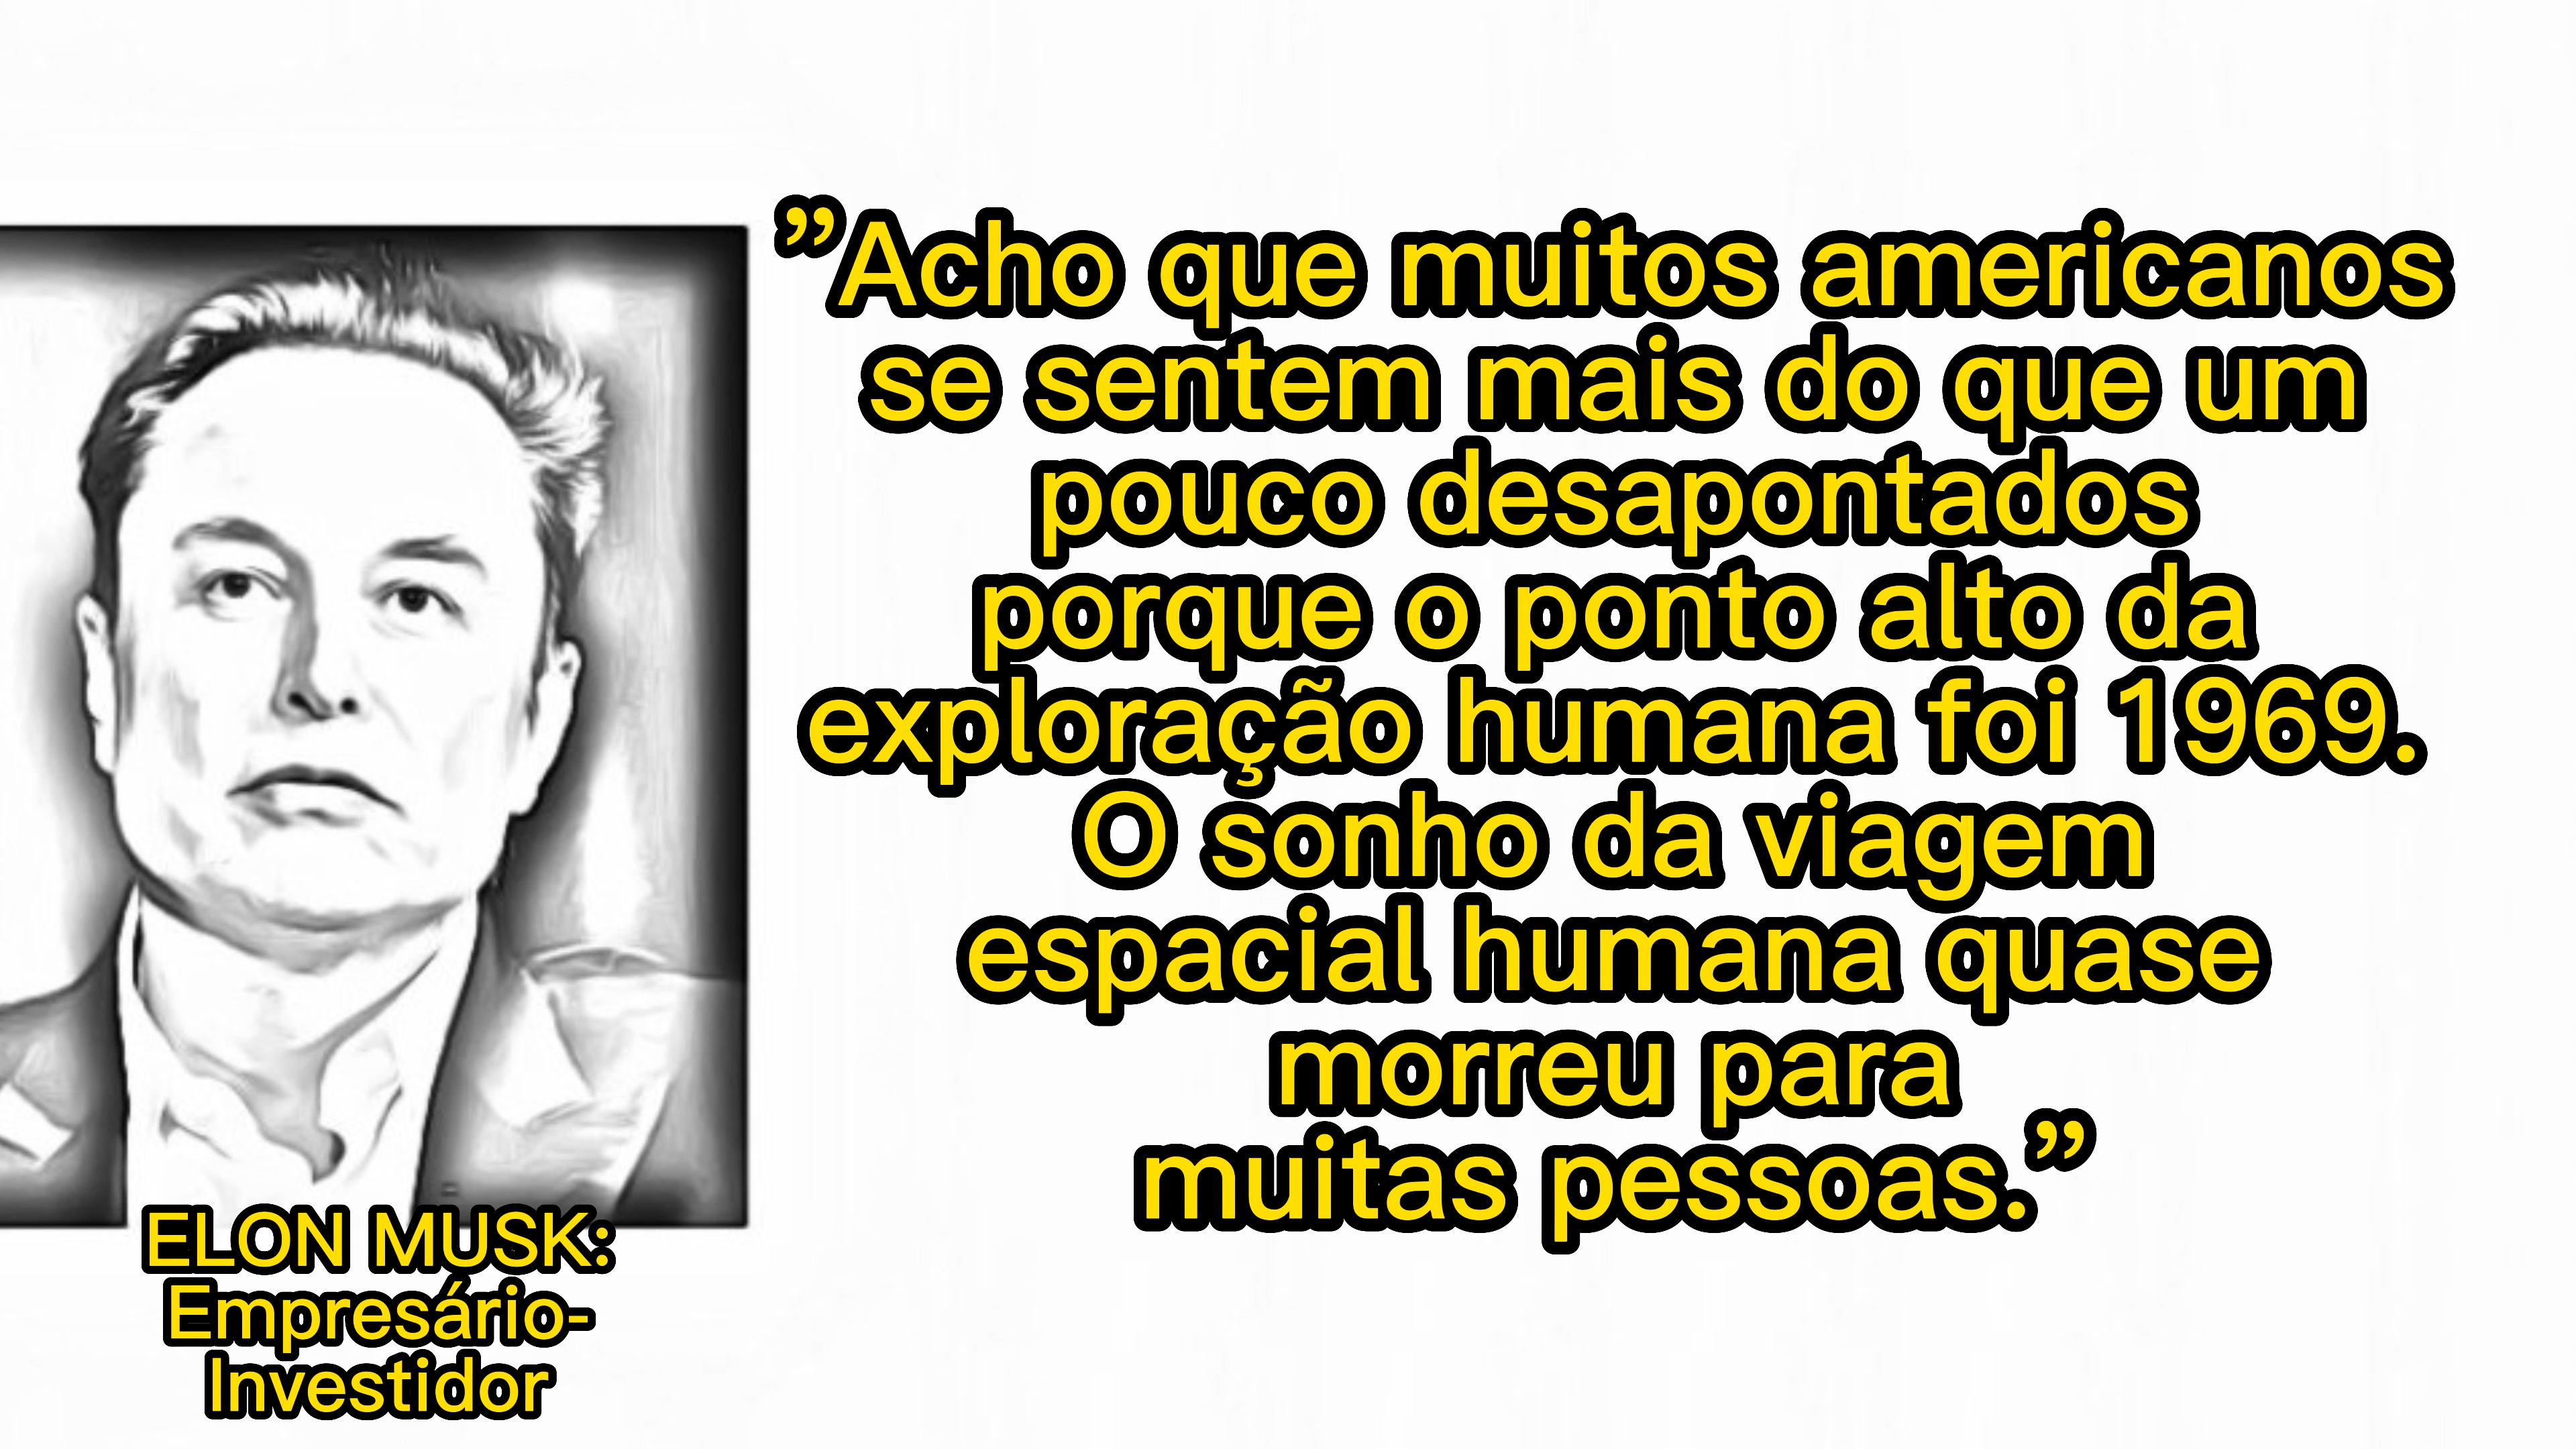 ”Acho que muitos americanos
se sentem mais do que um
pouco desapontados
porque o ponto alto da
exploração humana foi 1969.
O sonho da viagem
espacial humana quase
morreu para
muitas pessoas.”
ELON MUSK:
Empresário-
Investidor